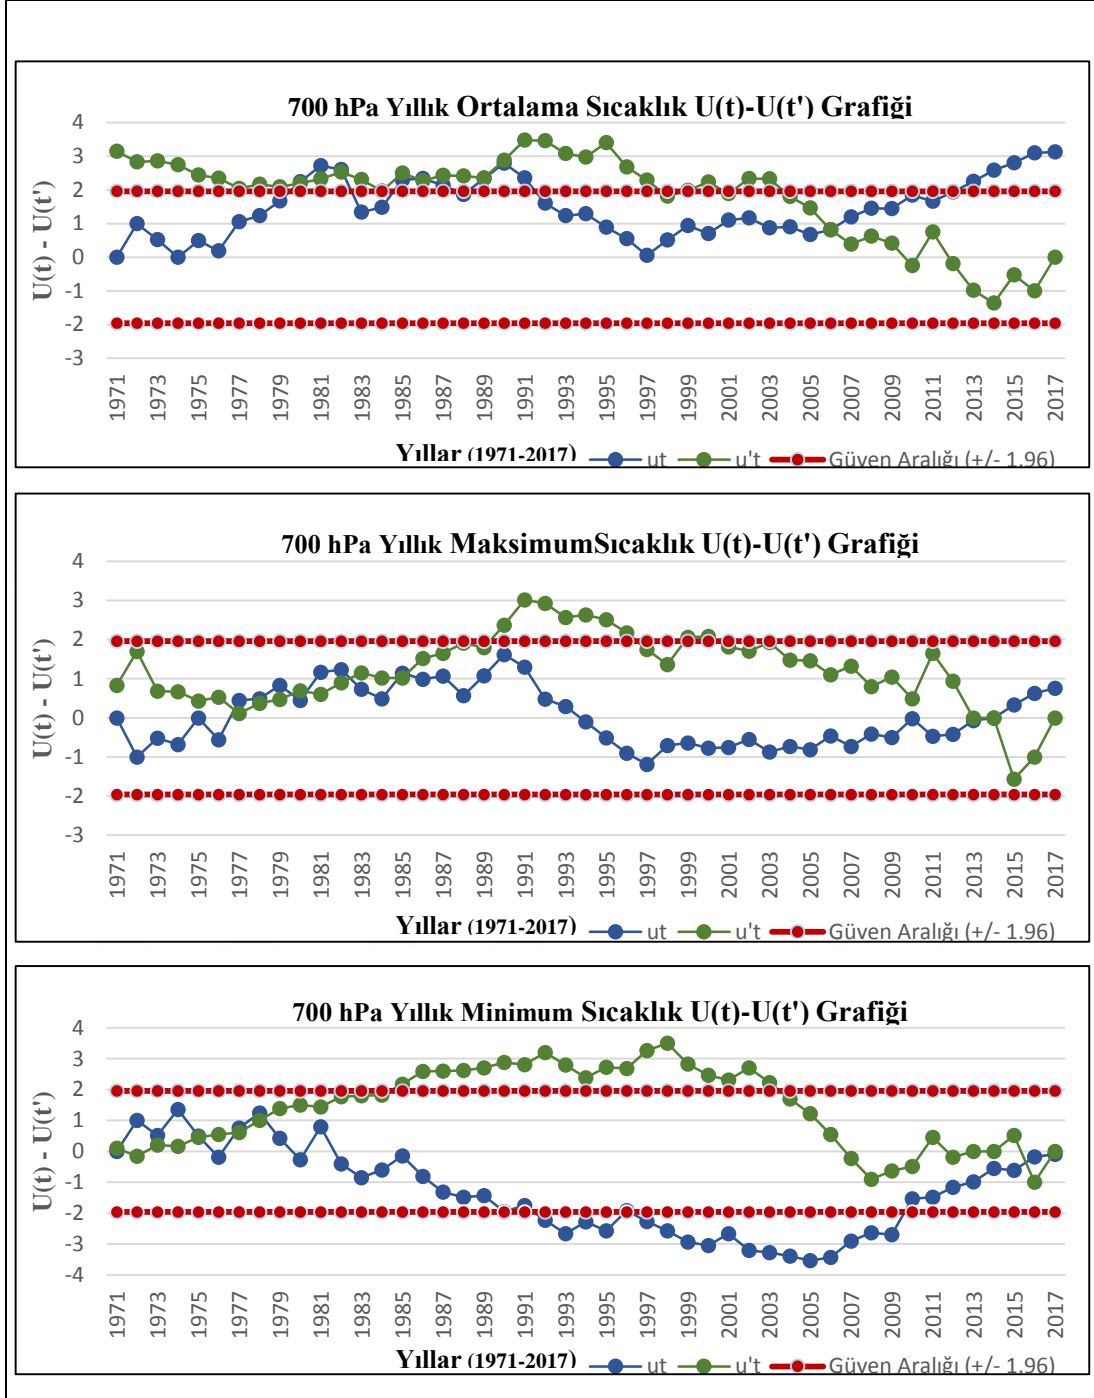 700 hPa Yıllık Ortalama Sıcaklık U(t)-U(t') Grafiği
U(t) - U(t')
4
3
2
1
0
-1
-2
-3
1971 1973 1975 1977 1979 1981 1983 1985 1987 1989 1991 1993 1995 1997 1999 2001 2003 2005 2007 2009 2011 2013 2015 2017
Yıllar (1971-2017) ut u't Güven Aralığı (+/- 1.96)
700 hPa Yıllık MaksimumSıcaklık U(t)-U(t') Grafiği
U(t) - U(t')
4
3
2
1
0
-1
-2
-3
1971 1973 1975 1977 1979 1981 1983 1985 1987 1989 1991 1993 1995 1997 1999 2001 2003 2005 2007 2009 2011 2013 2015 2017
Yıllar (1971-2017) ut u't Güven Aralığı (+/- 1.96)
700 hPa Yıllık Minimum Sıcaklık U(t)-U(t') Grafiği
U(t) - U(t')
4
3
2
1
0
-1
-2
-3
-4
1971 1973 1975 1977 1979 1981 1983 1985 1987 1989 1991 1993 1995 1997 1999 2001 2003 2005 2007 2009 2011 2013 2015 2017
Yıllar (1971-2017) ut u't Güven Aralığı (+/- 1.96)